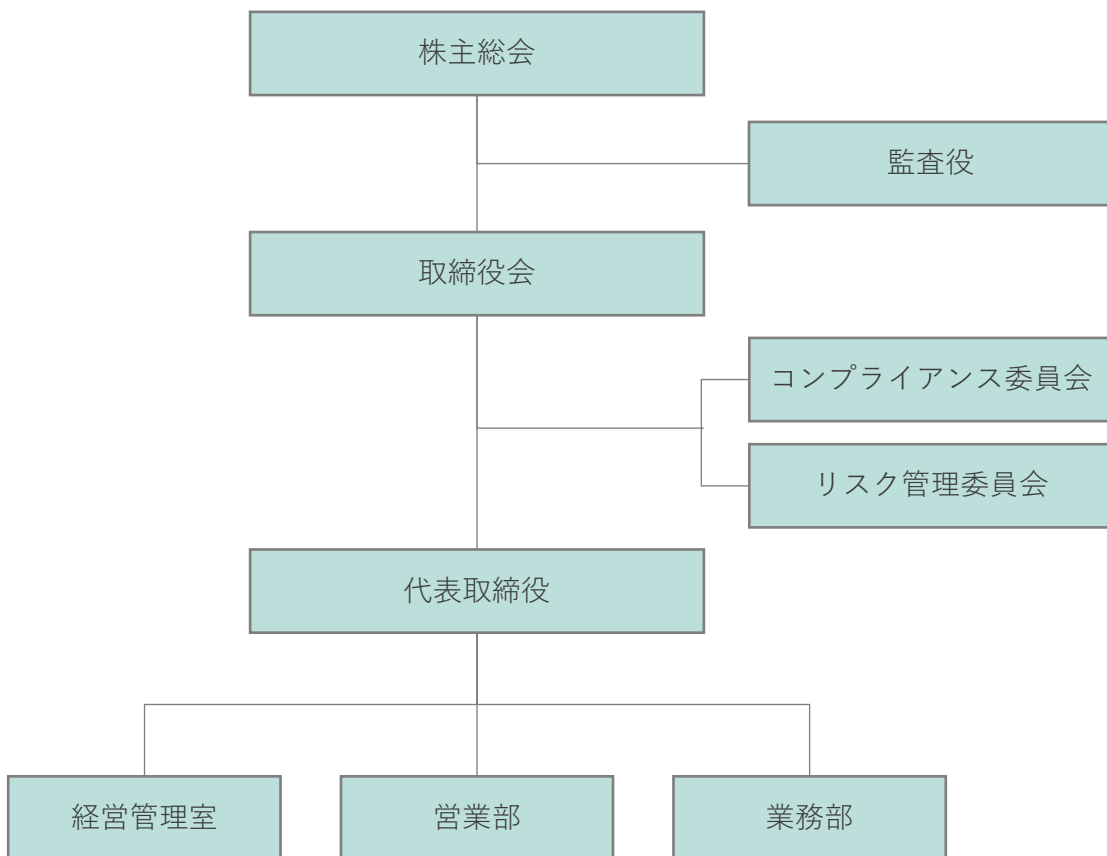 株主総会
監査役
取締役会
コンプライアンス委員会
リスク管理委員会
代表取締役
経営管理室
営業部
業務部